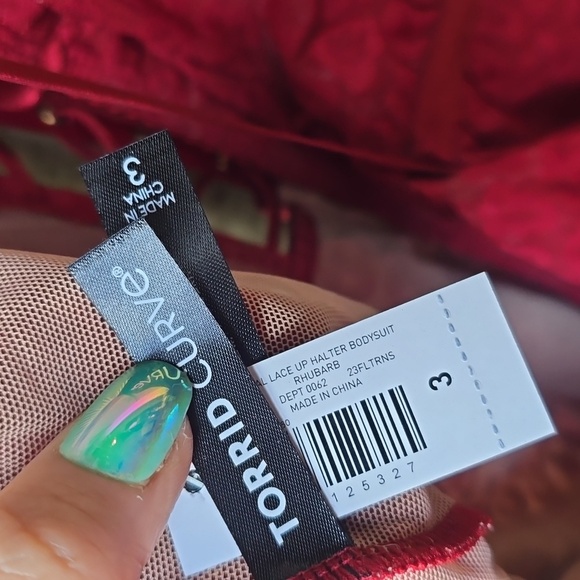 3
MADE IN
CHINA
TORRID CURVE®
LACE UP HALTER BODYSUIT
RHUBARB
DEPT 0062 23FLTRNS
MADE IN CHINA
3
125327